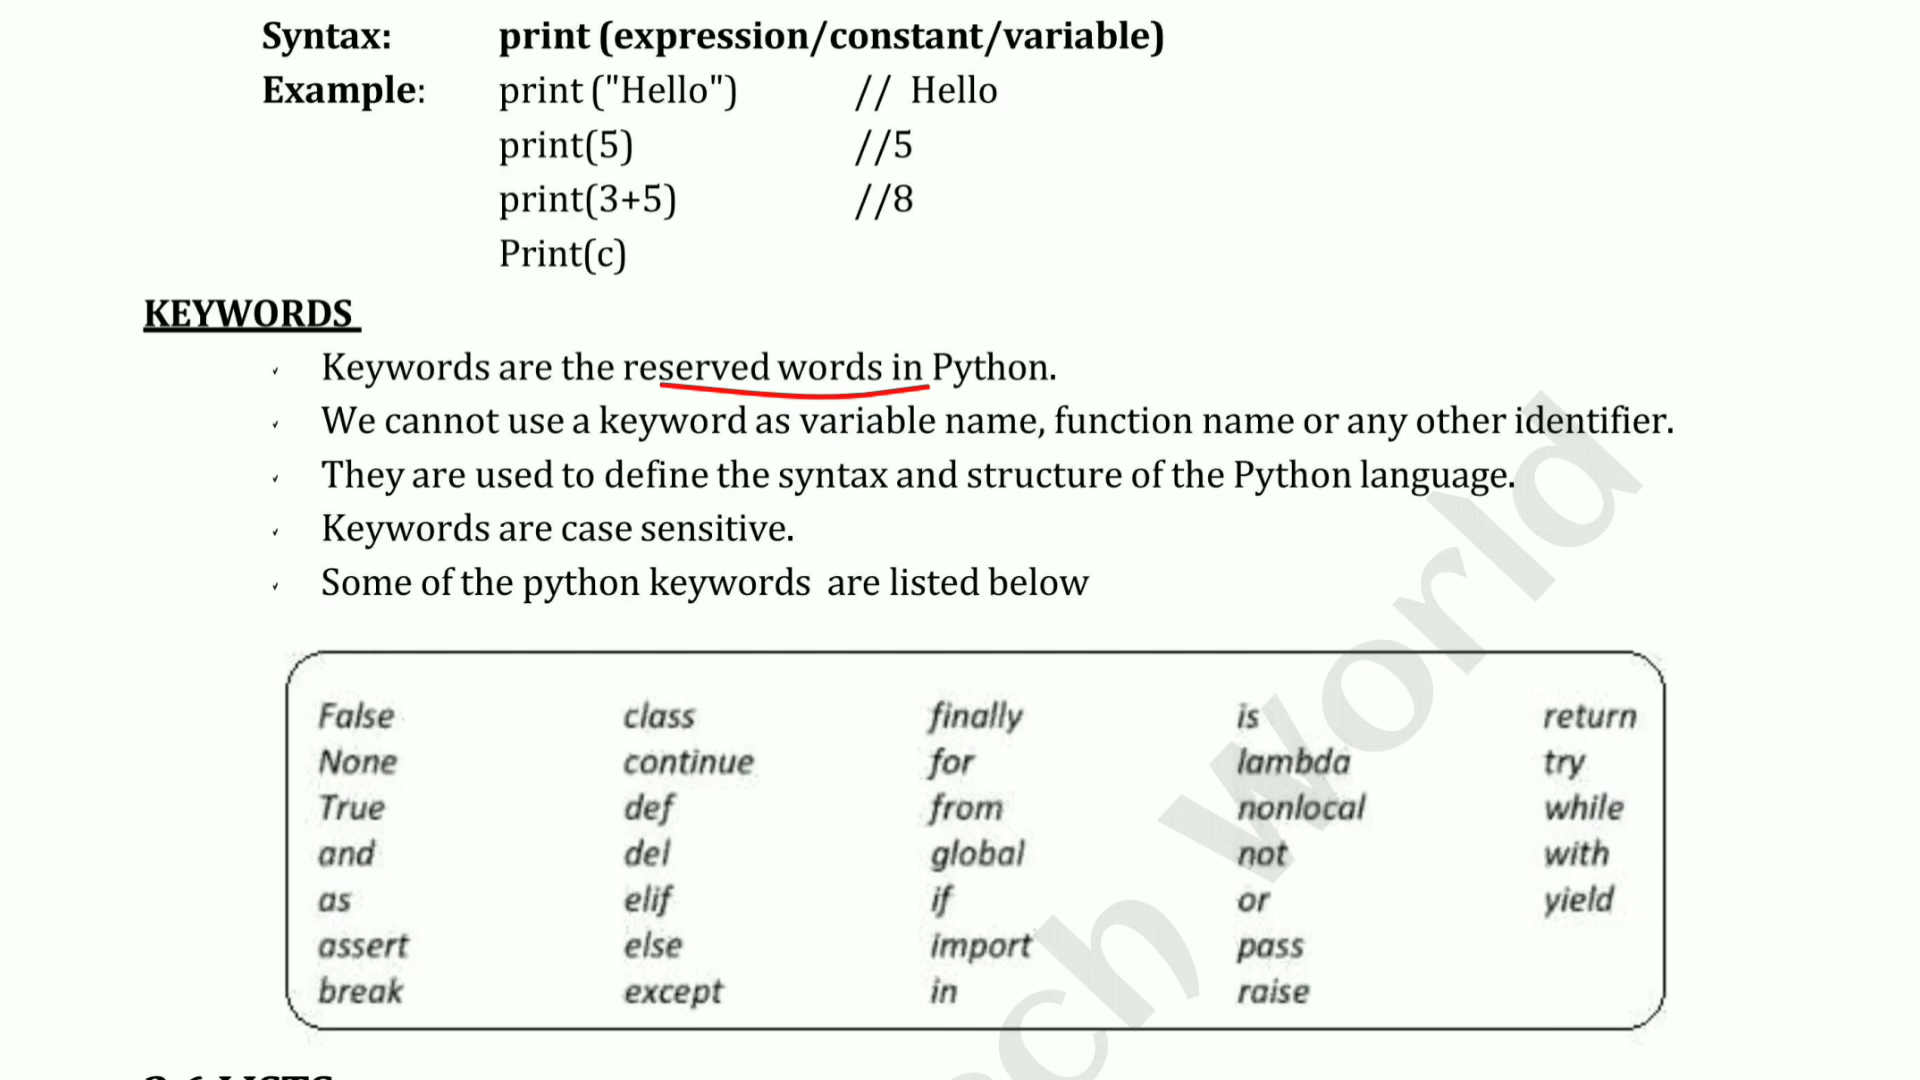 Syntax: print (expression/constant/variable)
Example: print ("Hello") // Hello
print(5) //5
print(3+5) //8
Print(c)
KEYWORDS
Keywords are the reserved words in Python.
We cannot use a keyword as variable name, function name or any other identifier.
They are used to define the syntax and structure of the Python language.
Keywords are case sensitive.
Some of the python keywords are listed below
False class finally is return
None continue for lambda try
True def from nonlocal while
and del global not with
as elif if or yield
assert else import pass
break except in raise
world